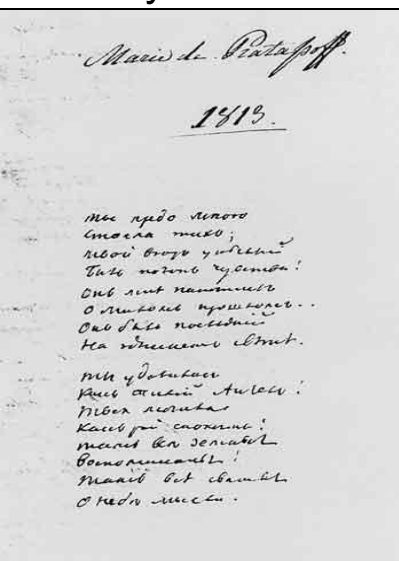 Marie de Pratasoff.
1813.
Ты предо мною
Стояла тихо;
Твой взоръ унылый
Былъ полонъ чувства!
Онъ мнѣ напомнилъ
О миломъ прошломъ..
Онъ былъ послѣдній
На здѣшнемъ свѣтѣ.
Ты удалилась
Какъ тихій Ангелъ!
Твоя могила
Какъ рай спокойна!
Тамъ всѣ земныя
Воспоминанья!
Тамъ всѣ святыя
О небѣ мысли.